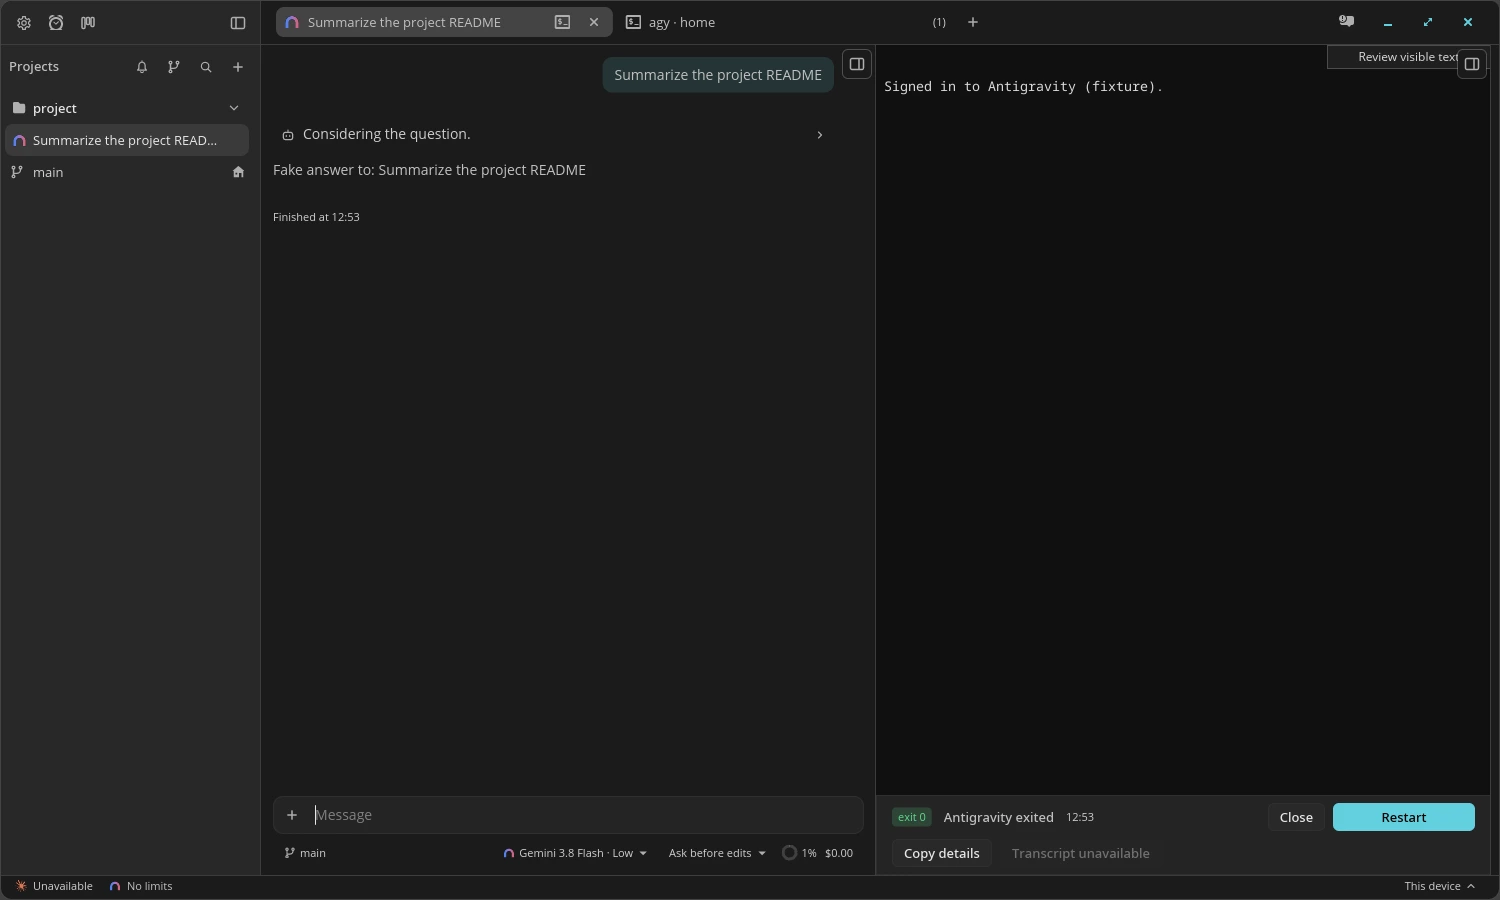 Summarize the project README
agy · home
(1)
Projects
project
Summarize the project READ...
main
Summarize the project README
Considering the question.
Fake answer to: Summarize the project README
Finished at 12:53
Message
main
Gemini 3.8 Flash · Low
Ask before edits
1%
$0.00
Review visible text
Signed in to Antigravity (fixture).
exit 0
Antigravity exited
12:53
Close
Restart
Copy details
Transcript unavailable
Unavailable
No limits
This device